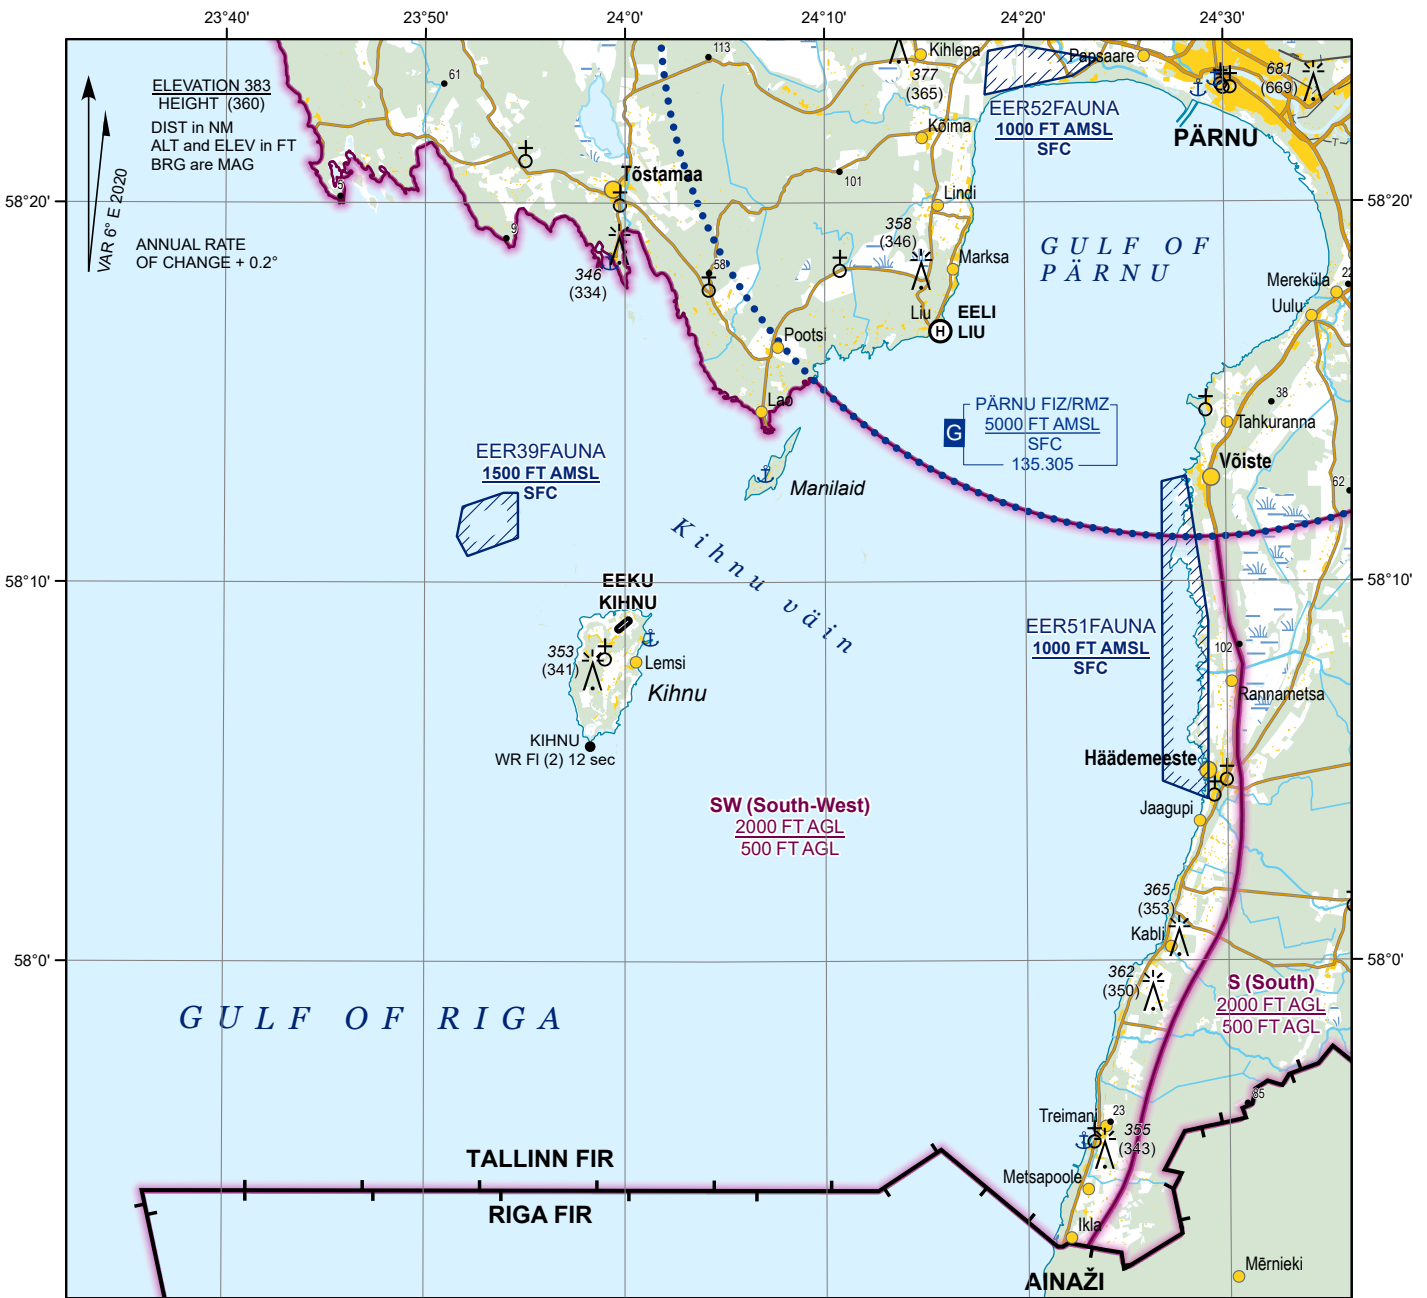 23°40'
23°50'
24°0'
24°10'
24°20'
24°30'
ELEVATION 383
HEIGHT (360)
DIST in NM
ALT and ELEV in FT
BRG are MAG
VAR 6° E 2020
ANNUAL RATE
OF CHANGE + 0.2°
61
113
Kihlepa
377
(365)
Papsaare
681
(669)
EER52FAUNA
1000 FT AMSL
SFC
PÄRNU
Kõima
Tõstamaa
101
5
9
58°20'
58°20'
Lindi
358
(346)
Marksa
GULF OF
PÄRNU
346
(334)
58
Mereküla
22
Uulu
Liu
EELI
LIU
H
Pootsi
Lao
38
Tahkuranna
PÄRNU FIZ/RMZ
5000 FT AMSL
SFC
135.305
G
EER39FAUNA
1500 FT AMSL
SFC
Võiste
62
Manilaid
Kihnu väin
58°10'
58°10'
EEKU
KIHNU
353
(341)
Lemsi
Kihnu
EER51FAUNA
1000 FT AMSL
SFC
102
Rannametsa
KIHNU
WR Fl (2) 12 sec
Häädemeeste
SW (South-West)
2000 FT AGL
500 FT AGL
Jaagupi
365
(353)
Kabli
58°0'
58°0'
362
(350)
S (South)
2000 FT AGL
500 FT AGL
GULF OF RIGA
85
Treimani
23
355
(343)
TALLINN FIR
RIGA FIR
Metsapoole
Ikla
AINAŽI
Mērnieki